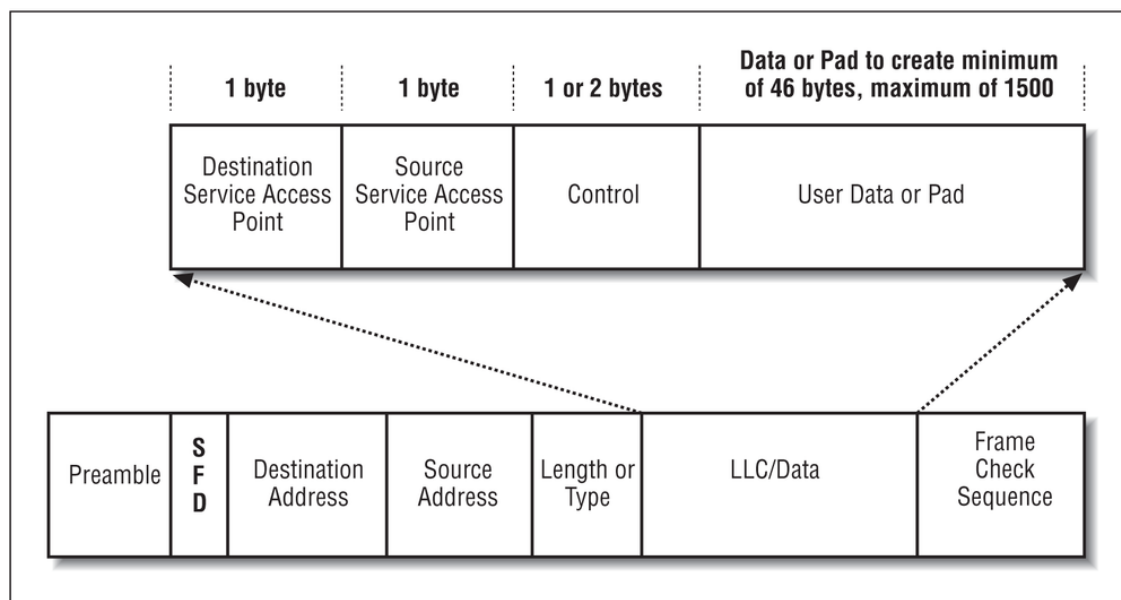 1 byte
1 byte
1 or 2 bytes
Data or Pad to create minimum
of 46 bytes, maximum of 1500
Destination
Service Access
Point
Source
Service Access
Point
Control
User Data or Pad
Preamble
S
F
D
Destination
Address
Source
Address
Length or
Type
LLC/Data
Frame
Check
Sequence